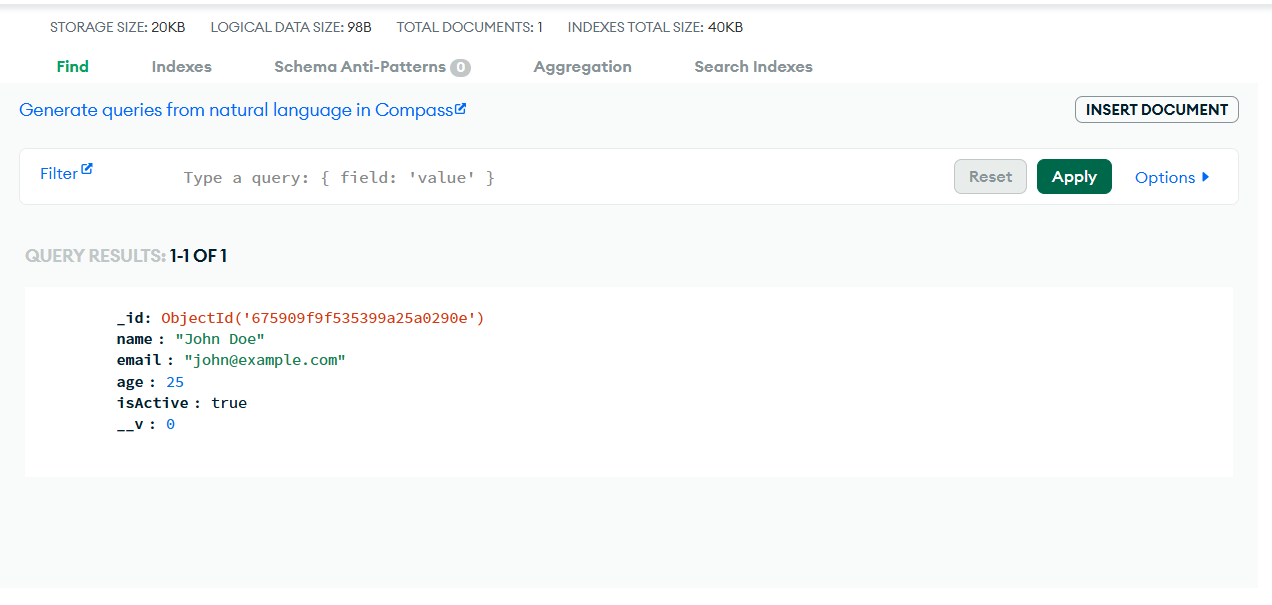 STORAGE SIZE: 20KB LOGICAL DATA SIZE: 98B TOTAL DOCUMENTS: 1 INDEXES TOTAL SIZE: 40KB
Find Indexes Schema Anti-Patterns 0 Aggregation Search Indexes
Generate queries from natural language in Compass
INSERT DOCUMENT
Filter Type a query: { field: 'value' } Reset Apply Options
QUERY RESULTS: 1-1 OF 1
_id: ObjectId('675909f9f535399a25a0290e')
name : "John Doe"
email : "john@example.com"
age : 25
isActive : true
__v : 0